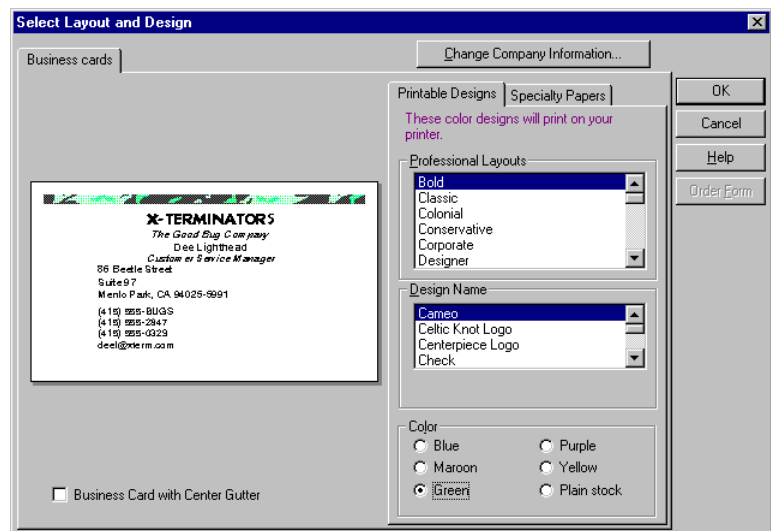 Select Layout and Design
Business cards
Change Company Information...
Printable Designs
Specialty Papers
These color designs will print on your
printer.
Professional Layouts
Bold
Classic
Colonial
Conservative
Corporate
Designer
Design Name
Cameo
Celtic Knot Logo
Centerpiece Logo
Check
Color
Blue
Purple
Maroon
Yellow
Green
Plain stock
OK
Cancel
Help
Order Form
X-TERMINATORS
The Good Bug Company
Dee Lighthead
Customer Service Manager
86 Beetle Street
Suite 97
Menlo Park, CA 94025-5991
(415) 555-BUGS
(415) 555-2847
(415) 555-0329
deel@xterm.com
Business Card with Center Gutter